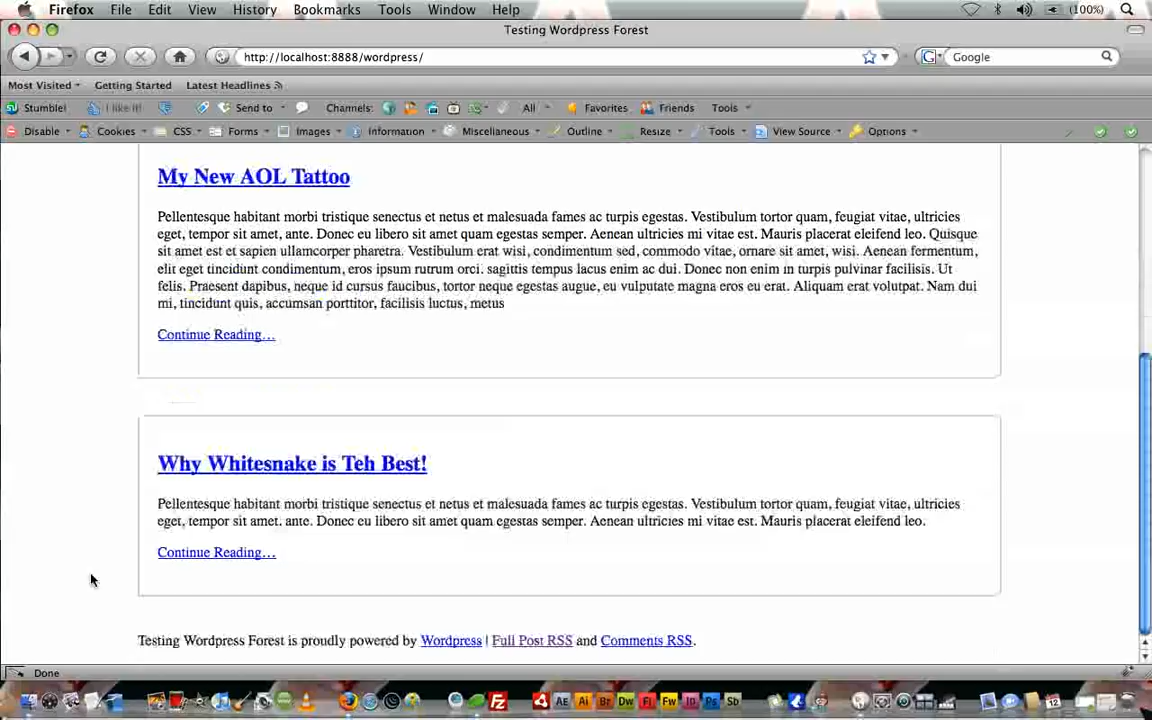 Firefox File Edit View History Bookmarks Tools Window Help (100%)
Testing Wordpress Forest
http://localhost:8888/wordpress/ G Google
Most Visited Getting Started Latest Headlines
Stumble! I like it! Send to Channels: All Favorites Friends Tools
Disable Cookies CSS Forms Images Information Miscellaneous Outline Resize Tools View Source Options
My New AOL Tattoo
Pellentesque habitant morbi tristique senectus et netus et malesuada fames ac turpis egestas. Vestibulum tortor quam, feugiat vitae, ultricies
eget, tempor sit amet, ante. Donec eu libero sit amet quam egestas semper. Aenean ultricies mi vitae est. Mauris placerat eleifend leo. Quisque
sit amet est et sapien ullamcorper pharetra. Vestibulum erat wisi, condimentum sed, commodo vitae, ornare sit amet, wisi. Aenean fermentum,
elit eget tincidunt condimentum, eros ipsum rutrum orci. sagittis tempus lacus enim ac dui. Donec non enim in turpis pulvinar facilisis. Ut
felis. Praesent dapibus, neque id cursus faucibus, tortor neque egestas augue, eu vulputate magna eros eu erat. Aliquam erat volutpat. Nam dui
mi, tincidunt quis, accumsan porttitor, facilisis luctus, metus
Continue Reading…
Why Whitesnake is Teh Best!
Pellentesque habitant morbi tristique senectus et netus et malesuada fames ac turpis egestas. Vestibulum tortor quam, feugiat vitae, ultricies
eget, tempor sit amet. ante. Donec eu libero sit amet quam egestas semper. Aenean ultricies mi vitae est. Mauris placerat eleifend leo.
Continue Reading…
Testing Wordpress Forest is proudly powered by Wordpress | Full Post RSS and Comments RSS.
Done
AE Ai Br Dw Fl Fw Id Ps Sb 12